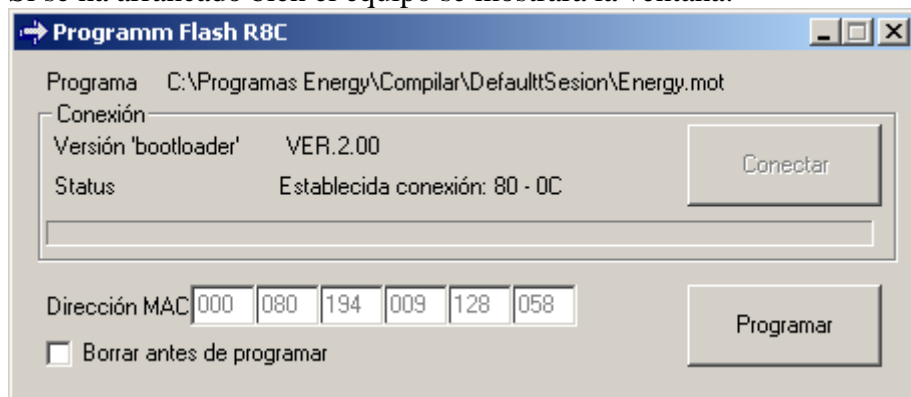 Si se ha arrancado bien el equipo se mostrará la ventana:
Programm Flash R8C
Programa C:\Programas Energy\Compilar\DefaulttSesion\Energy.mot
Conexión
Versión 'bootloader' VER.2.00
Conectar
Status Establecida conexión: 80 - 0C
Dirección MAC 000 080 194 009 128 058
Programar
Borrar antes de programar